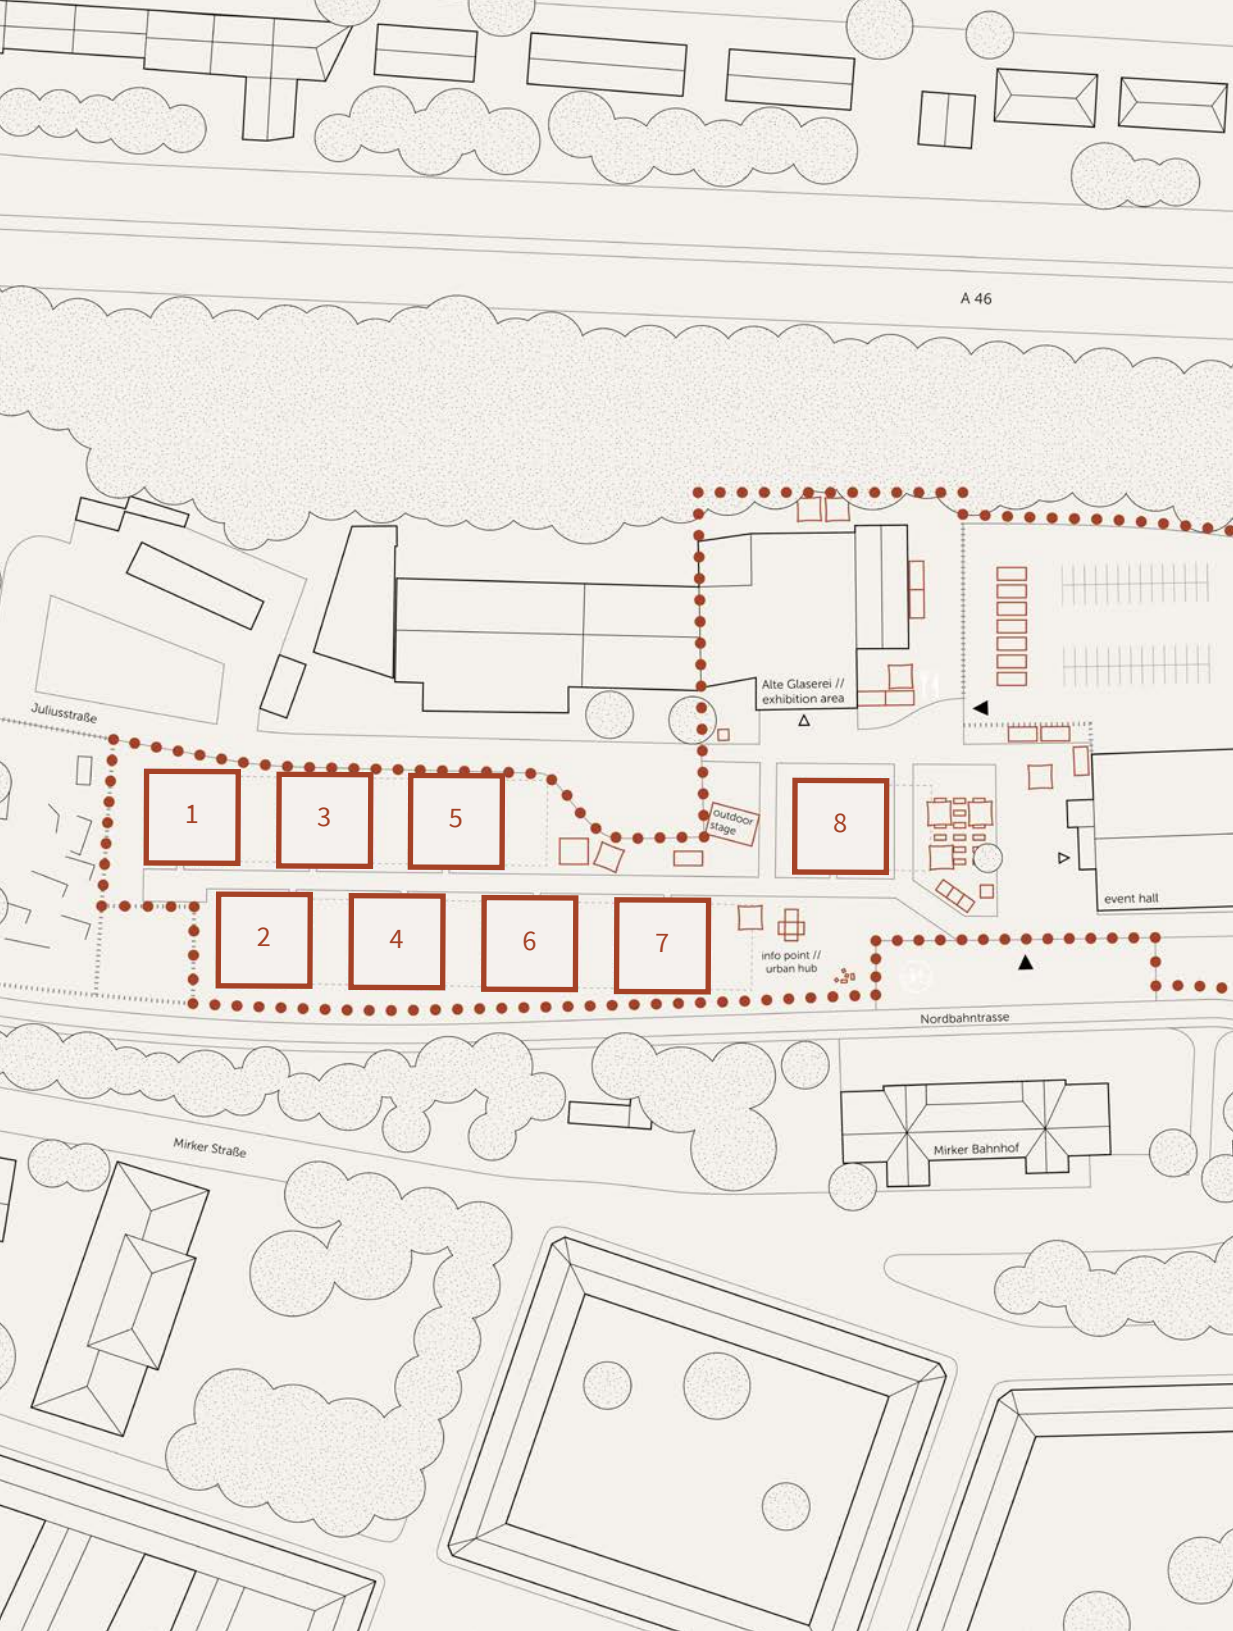 A 46
Alte Glaserei //
exhibition area
Juliusstraße
1
3
5
outdoor
stage
8
event hall
2
4
6
7
info point //
urban hub
Nordbahntrasse
Mirker Straße
Mirker Bahnhof